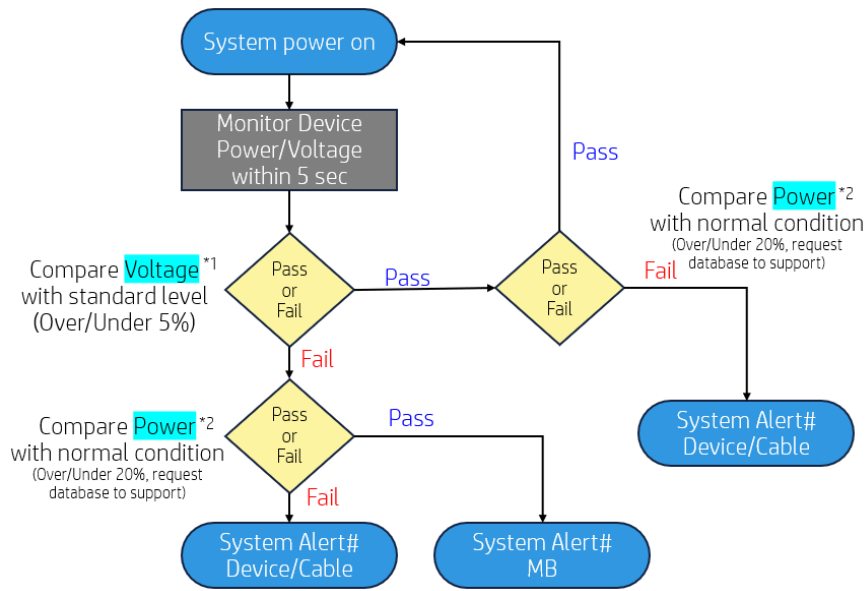 System power on
Monitor Device
Power/Voltage
within 5 sec
Pass
Compare Power *2
with normal condition
(Over/Under 20%, request
database to support)
Compare Voltage *1
with standard level
(Over/Under 5%)
Pass
or
Fail
Pass
Pass
or
Fail
Fail
Fail
Compare Power *2
with normal condition
(Over/Under 20%, request
database to support)
Pass
or
Fail
Pass
System Alert#
Device/Cable
Fail
System Alert#
Device/Cable
System Alert#
MB